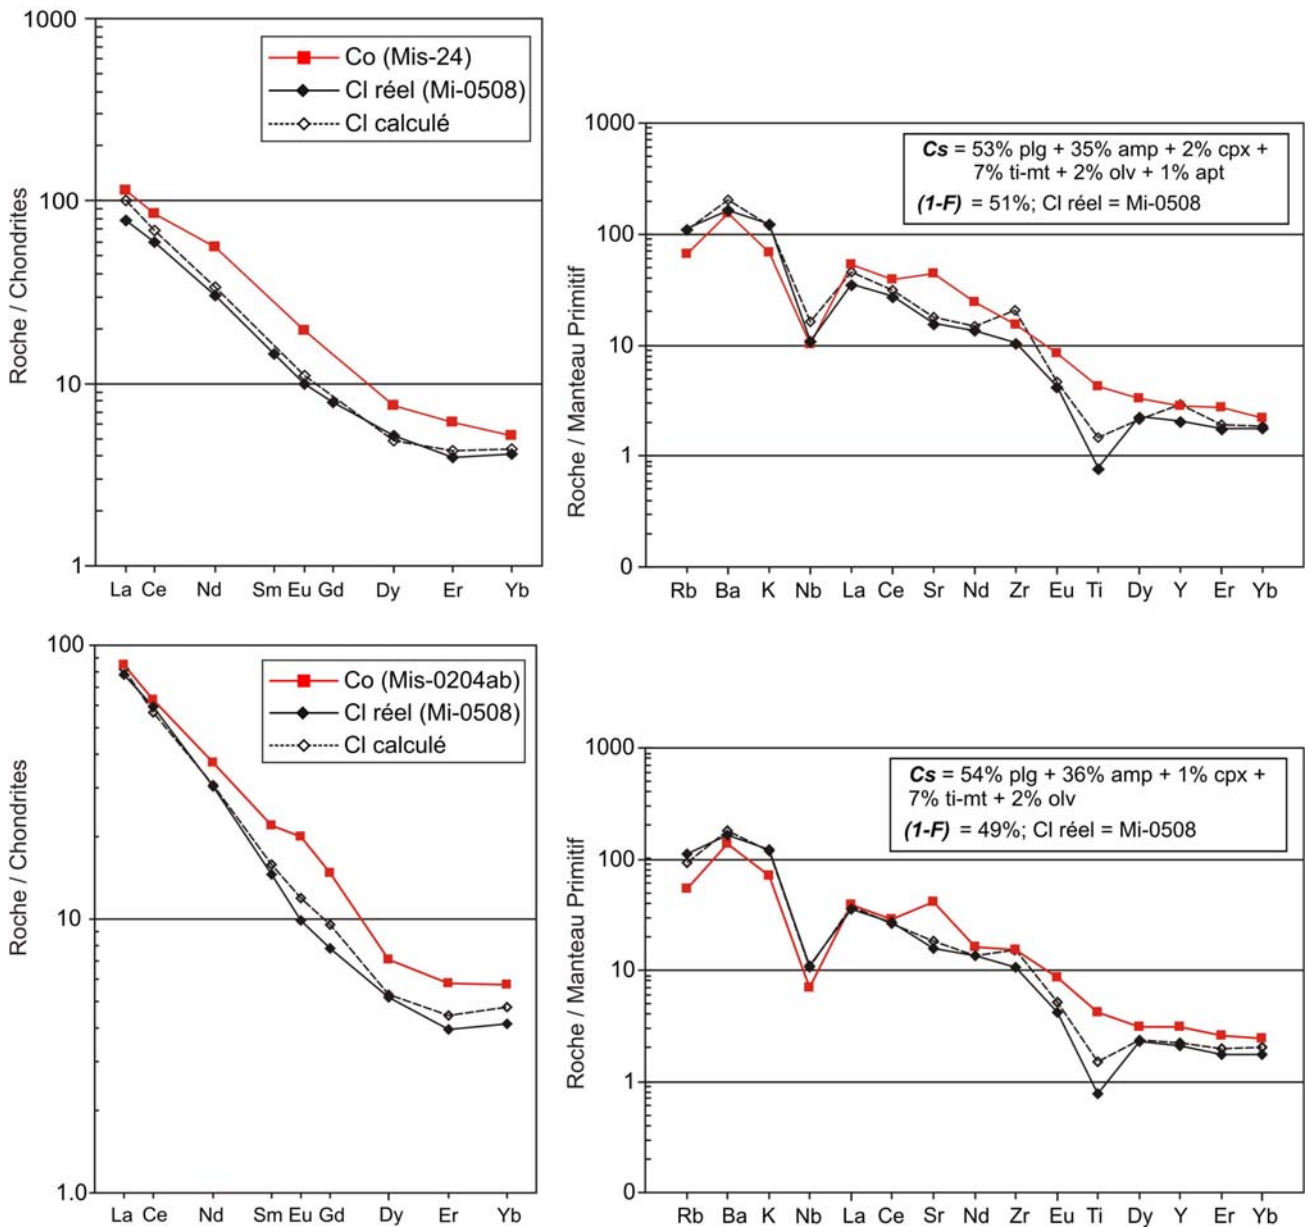 1000
100
10
1
Roche / Chondrites
Co (Mis-24)
Cl réel (Mi-0508)
Cl calculé
La Ce Nd Sm Eu Gd Dy Er Yb
1000
100
10
1
0
Roche / Manteau Primitif
Cs = 53% plg + 35% amp + 2% cpx +
7% ti-mt + 2% olv + 1% apt
(1-F) = 51%; Cl réel = Mi-0508
Rb Ba K Nb La Ce Sr Nd Zr Eu Ti Dy Y Er Yb
100
10
1.0
Roche / Chondrites
Co (Mis-0204ab)
Cl réel (Mi-0508)
Cl calculé
La Ce Nd Sm Eu Gd Dy Er Yb
1000
100
10
1
0
Roche / Manteau Primitif
Cs = 54% plg + 36% amp + 1% cpx +
7% ti-mt + 2% olv
(1-F) = 49%; Cl réel = Mi-0508
Rb Ba K Nb La Ce Sr Nd Zr Eu Ti Dy Y Er Yb